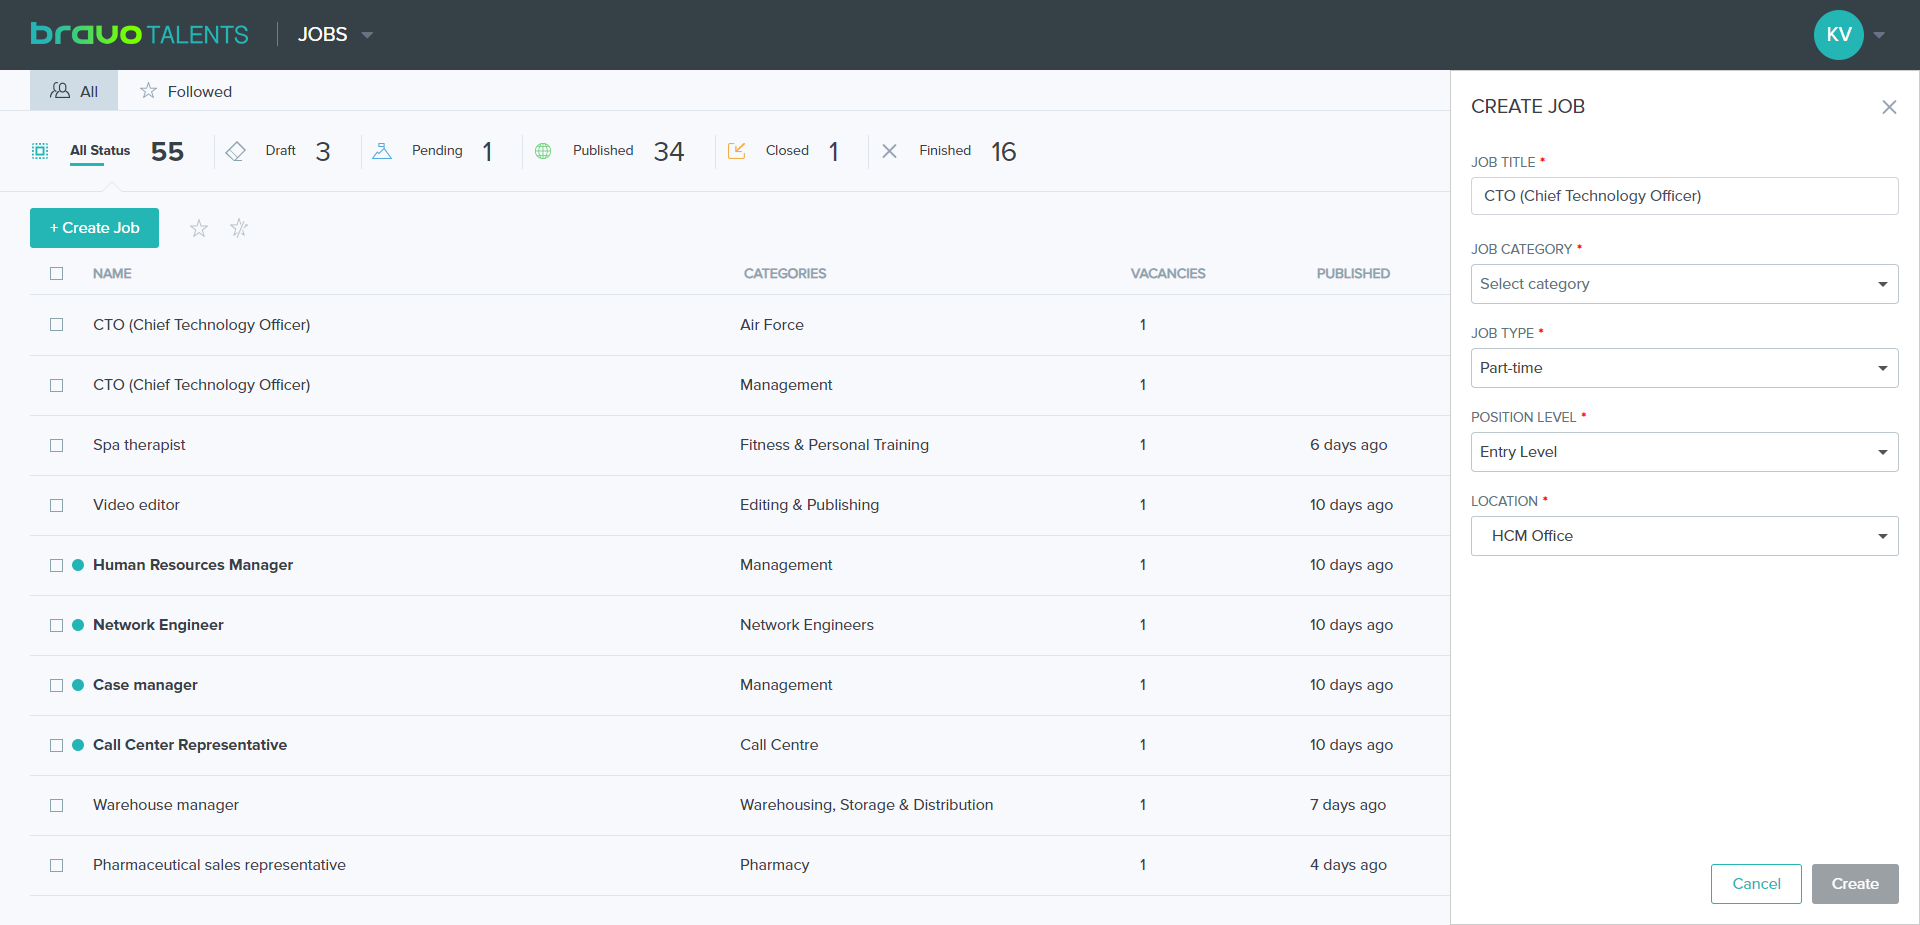 bravo TALENTS JOBS KV
All Followed
All Status 55 Draft 3 Pending 1 Published 34 Closed 1 Finished 16
+ Create Job
NAME CATEGORIES VACANCIES PUBLISHED
CTO (Chief Technology Officer) Air Force 1
CTO (Chief Technology Officer) Management 1
Spa therapist Fitness & Personal Training 1 6 days ago
Video editor Editing & Publishing 1 10 days ago
Human Resources Manager Management 1 10 days ago
Network Engineer Network Engineers 1 10 days ago
Case manager Management 1 10 days ago
Call Center Representative Call Centre 1 10 days ago
Warehouse manager Warehousing, Storage & Distribution 1 7 days ago
Pharmaceutical sales representative Pharmacy 1 4 days ago
CREATE JOB
JOB TITLE *
CTO (Chief Technology Officer)
JOB CATEGORY *
Select category
JOB TYPE *
Part-time
POSITION LEVEL *
Entry Level
LOCATION *
HCM Office
Cancel Create